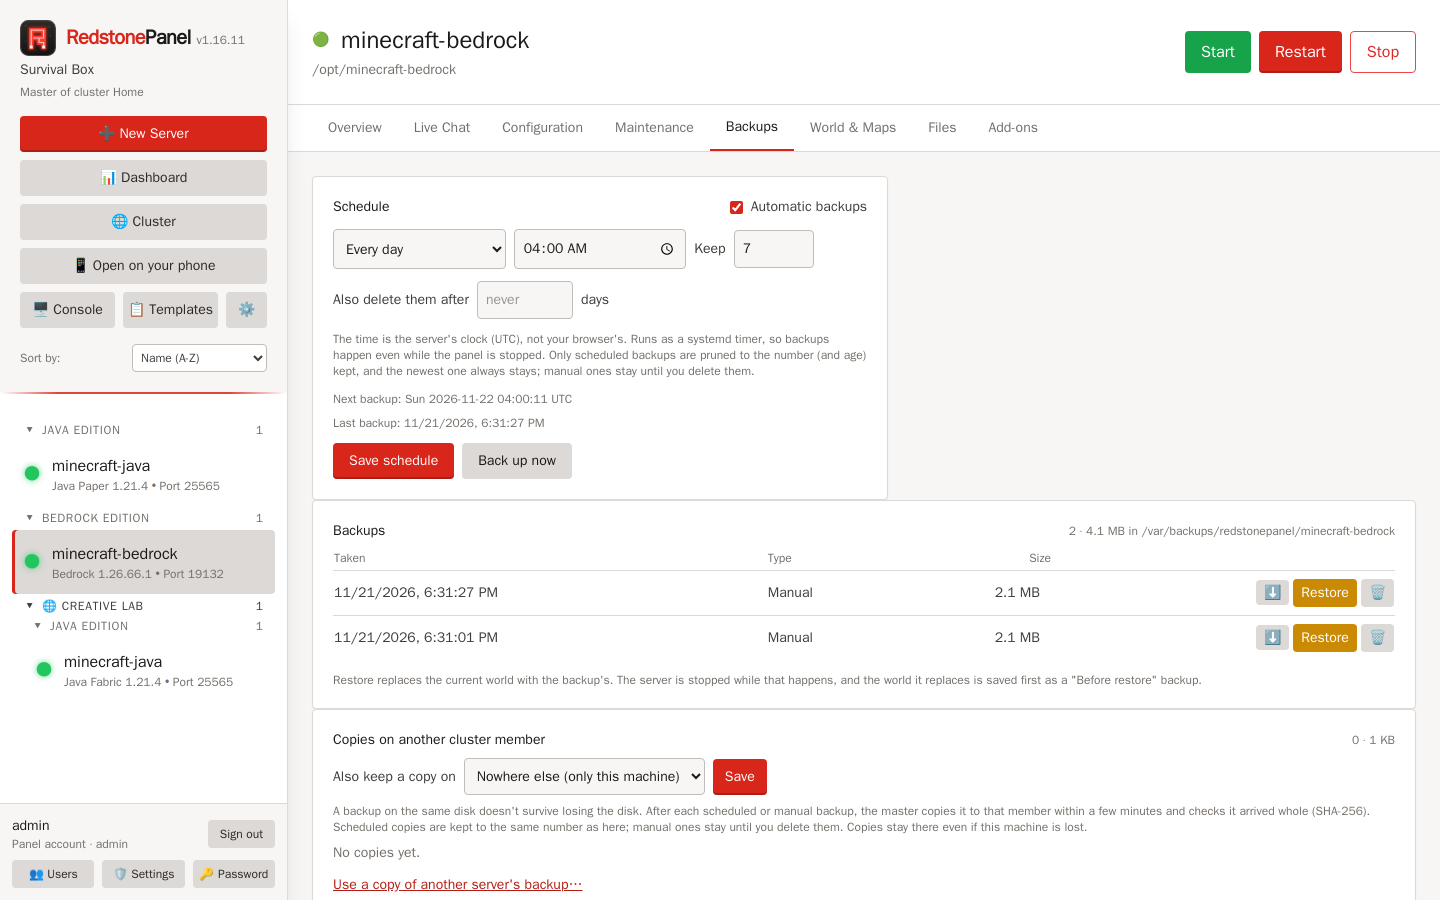 RedstonePanel v1.16.11
Survival Box
Master of cluster Home
➕ New Server
📊 Dashboard
🌐 Cluster
📱 Open on your phone
🖥️ Console
📋 Templates
⚙️
Sort by:
Name (A-Z)
▼ JAVA EDITION 1
minecraft-java
Java Paper 1.21.4 • Port 25565
▼ BEDROCK EDITION 1
minecraft-bedrock
Bedrock 1.26.66.1 • Port 19132
▼ 🌐 CREATIVE LAB 1
▼ JAVA EDITION 1
minecraft-java
Java Fabric 1.21.4 • Port 25565
admin
Panel account · admin
Sign out
👥 Users
🛡️ Settings
🔑 Password
minecraft-bedrock
/opt/minecraft-bedrock
Start
Restart
Stop
Overview
Live Chat
Configuration
Maintenance
Backups
World & Maps
Files
Add-ons
Schedule
Automatic backups
Every day
04:00 AM
Keep
7
Also delete them after never days
The time is the server's clock (UTC), not your browser's. Runs as a systemd timer, so backups
happen even while the panel is stopped. Only scheduled backups are pruned to the number (and age)
kept, and the newest one always stays; manual ones stay until you delete them.
Next backup: Sun 2026-11-22 04:00:11 UTC
Last backup: 11/21/2026, 6:31:27 PM
Save schedule
Back up now
Backups
2 · 4.1 MB in /var/backups/redstonepanel/minecraft-bedrock
Taken Type Size
11/21/2026, 6:31:27 PM Manual 2.1 MB ⬇️ Restore 🗑️
11/21/2026, 6:31:01 PM Manual 2.1 MB ⬇️ Restore 🗑️
Restore replaces the current world with the backup's. The server is stopped while that happens, and the world it replaces is saved first as a "Before restore" backup.
Copies on another cluster member
0 · 1 KB
Also keep a copy on Nowhere else (only this machine) Save
A backup on the same disk doesn't survive losing the disk. After each scheduled or manual backup, the master copies it to that member within a few minutes and checks it arrived whole (SHA-256).
Scheduled copies are kept to the same number as here; manual ones stay until you delete them. Copies stay there even if this machine is lost.
No copies yet.
Use a copy of another server's backup…